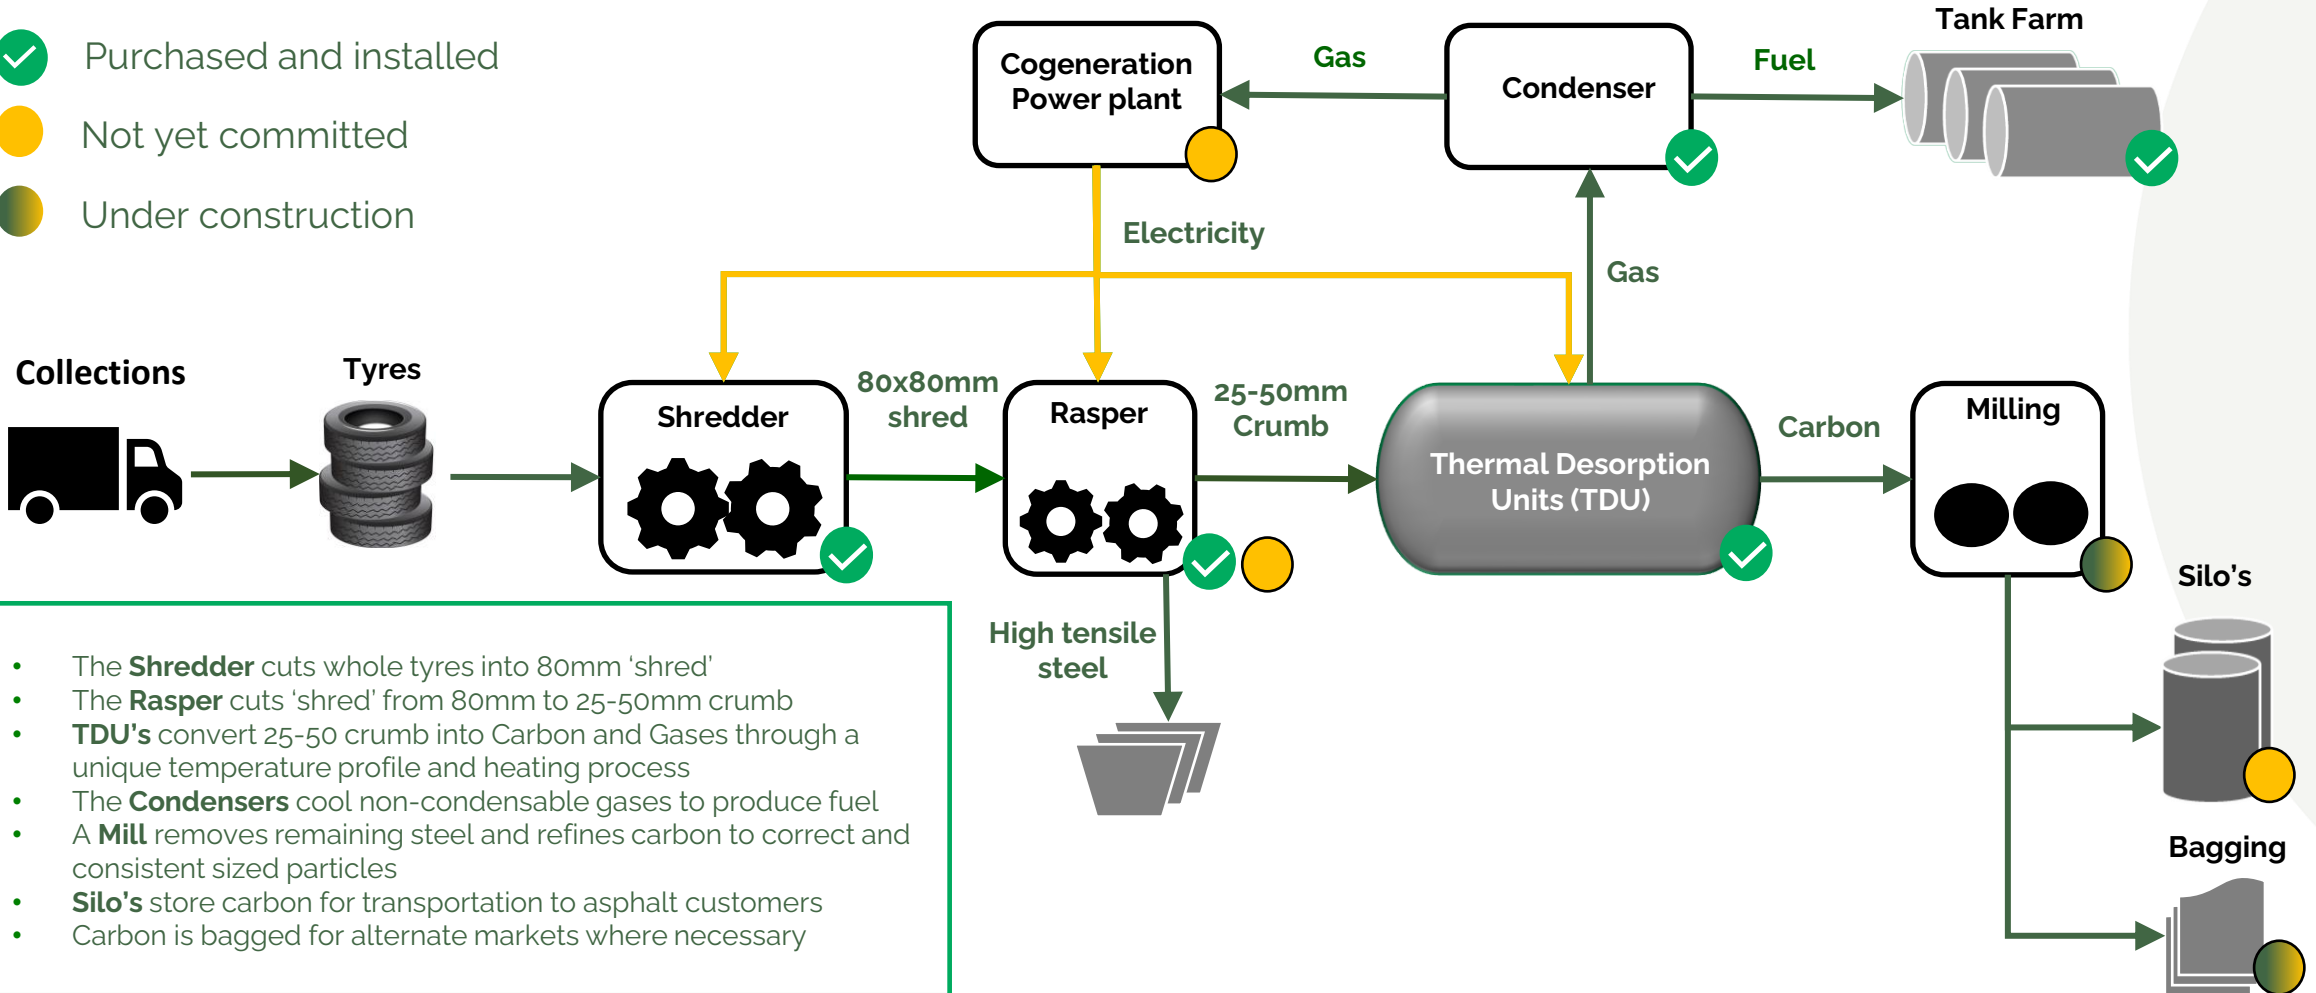 Purchased and installed
Not yet committed
Under construction
Cogeneration
Power plant
Gas
Condenser
Fuel
Tank Farm
Electricity
Gas
Collections
Tyres
Shredder
80x80mm
shred
Rasper
25-50mm
Crumb
Thermal Desorption
Units (TDU)
Carbon
Milling
High tensile
steel
Silo's
Bagging
• The Shredder cuts whole tyres into 80mm 'shred'
• The Rasper cuts 'shred' from 80mm to 25-50mm crumb
• TDU's convert 25-50 crumb into Carbon and Gases through a
unique temperature profile and heating process
• The Condensers cool non-condensable gases to produce fuel
• A Mill removes remaining steel and refines carbon to correct and
consistent sized particles
• Silo's store carbon for transportation to asphalt customers
• Carbon is bagged for alternate markets where necessary